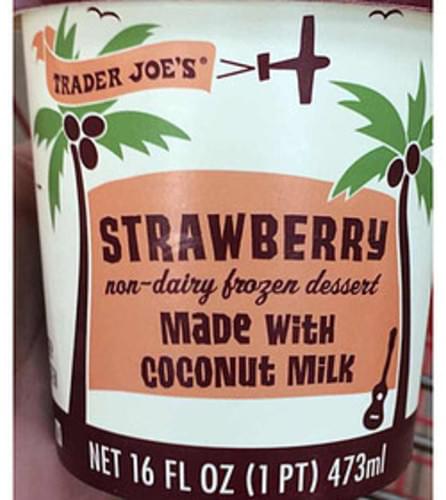 TRADER JOE'S®
STRAWBERRY
non-dairy frozen dessert
Made With
COCONUT MiLK
NET 16 FL OZ (1 PT) 473ml